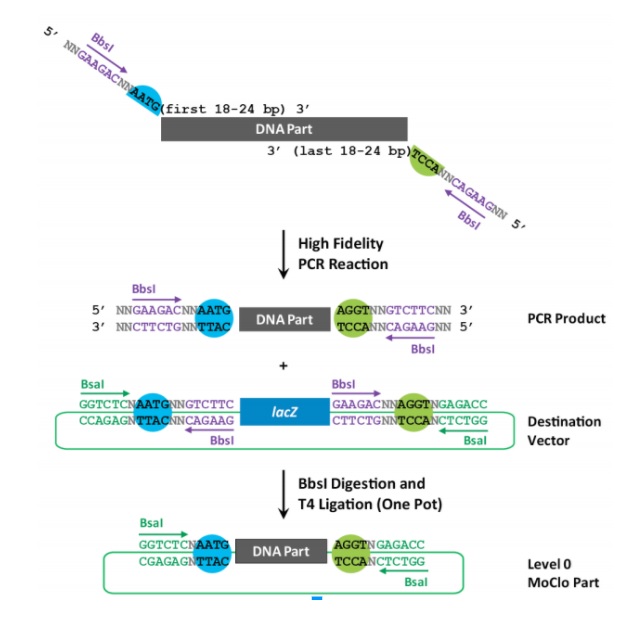 5’ NNGAAGACNNAATG(first 18-24 bp) 3’
BbsI
DNA Part
3’ (last 18-24 bp)TCCANNCAGAAGNN 5’
BbsI
High Fidelity
PCR Reaction
BbsI
5’ NNGAAGACNNAATG DNA Part AGGTNNGTCTTCNN 3’
3’ NNCTTCTGNNTTAC TCCANNCAGAAGNN 5’
BbsI
PCR Product
+
BsaI BbsI
GGTCTCNAATGNNGTCTTC lacZ GAAGACNNAGGTNGAGACC
CCAGAGNTTACNNCAGAAG CTTCTGNNTCCANCTCTGG
BbsI BsaI
Destination
Vector
BbsI Digestion and
T4 Ligation (One Pot)
BsaI
GGTCTCNAATG DNA Part AGGTNGAGACC
CGAGAGNTTAC TCCANCTCTGG
BsaI
Level 0
MoClo Part